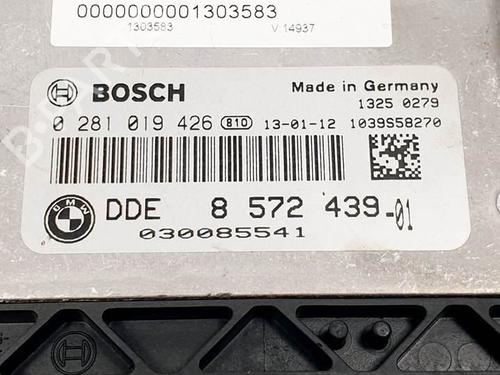 0000000001303583
1303583 V 14937
BOSCH Made in Germany
1325 0279
0 281 019 426 810 13-01-12 1039S58270
BMW DDE 8 572 439-01
030085541